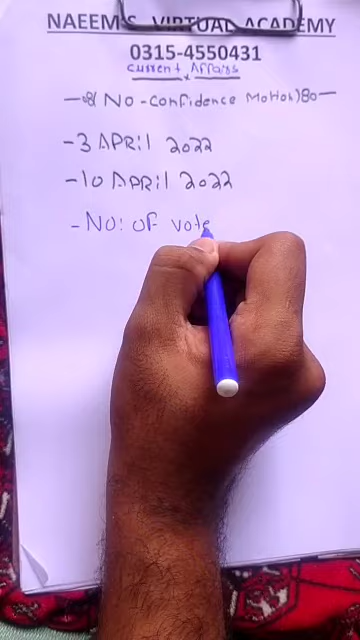 NAEEM'S VIRTUAL ACADEMY
0315-4550431
Current Affairs
No-Confidence Motion
-3 APRil 2022
-10 APRil 2022
-No: OF vote